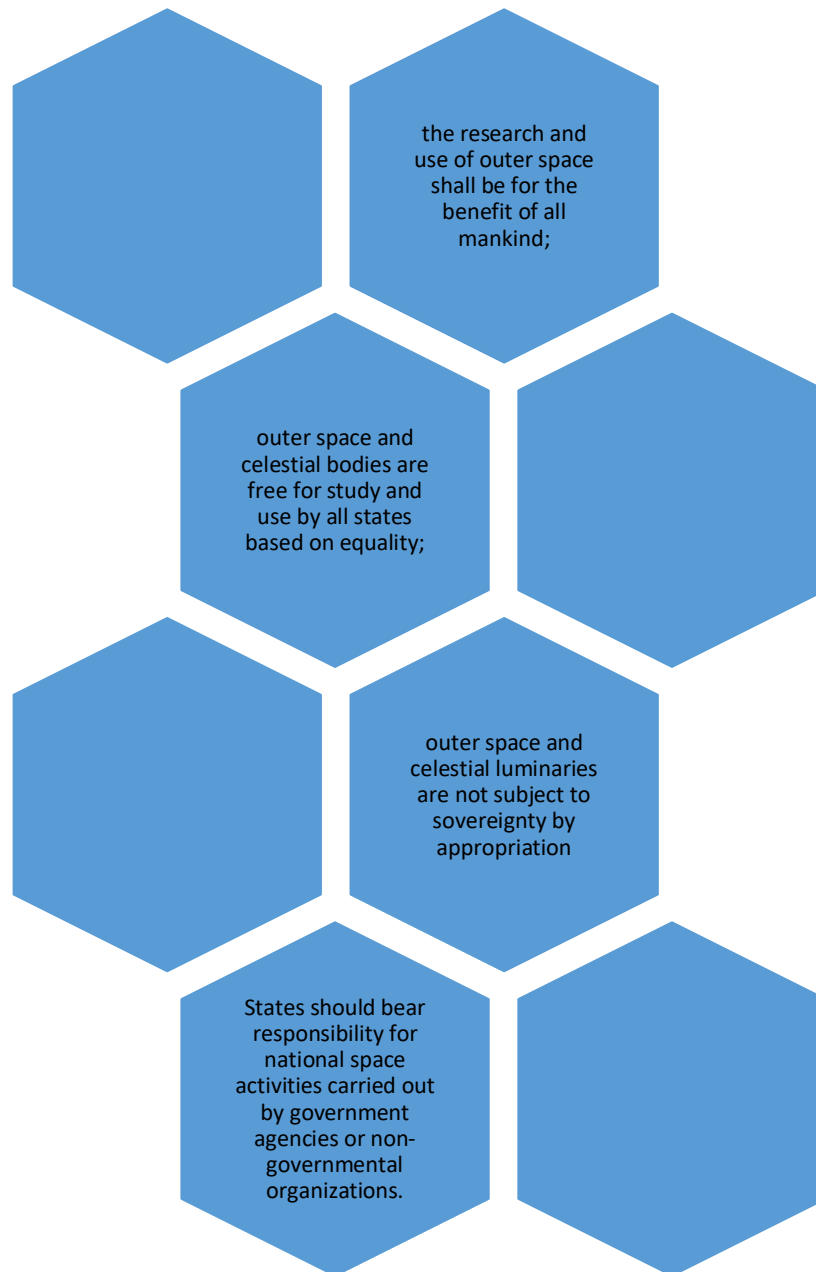 the research and
use of outer space
shall be for the
benefit of all
mankind;
outer space and
celestial bodies are
free for study and
use by all states
based on equality;
outer space and
celestial luminaries
are not subject to
sovereignty by
appropriation
States should bear
responsibility for
national space
activities carried out
by government
agencies or non-
governmental
organizations.